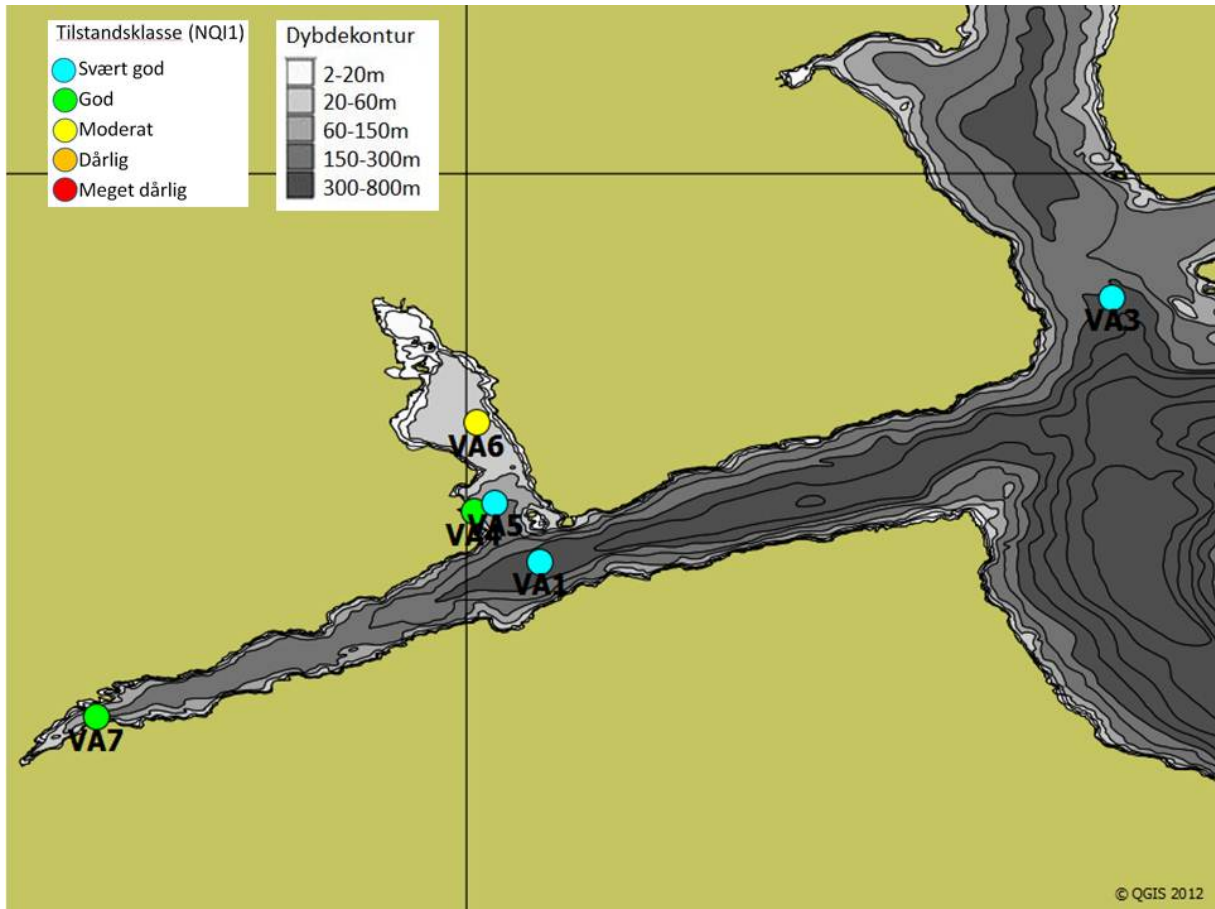 Tilstandsklasse (NQI1)
Svært god
God
Moderat
Dårlig
Meget dårlig
Dybdekontur
2-20m
20-60m
60-150m
150-300m
300-800m
VA3
VA6
VA5
VA4
VA1
VA7
© QGIS 2012